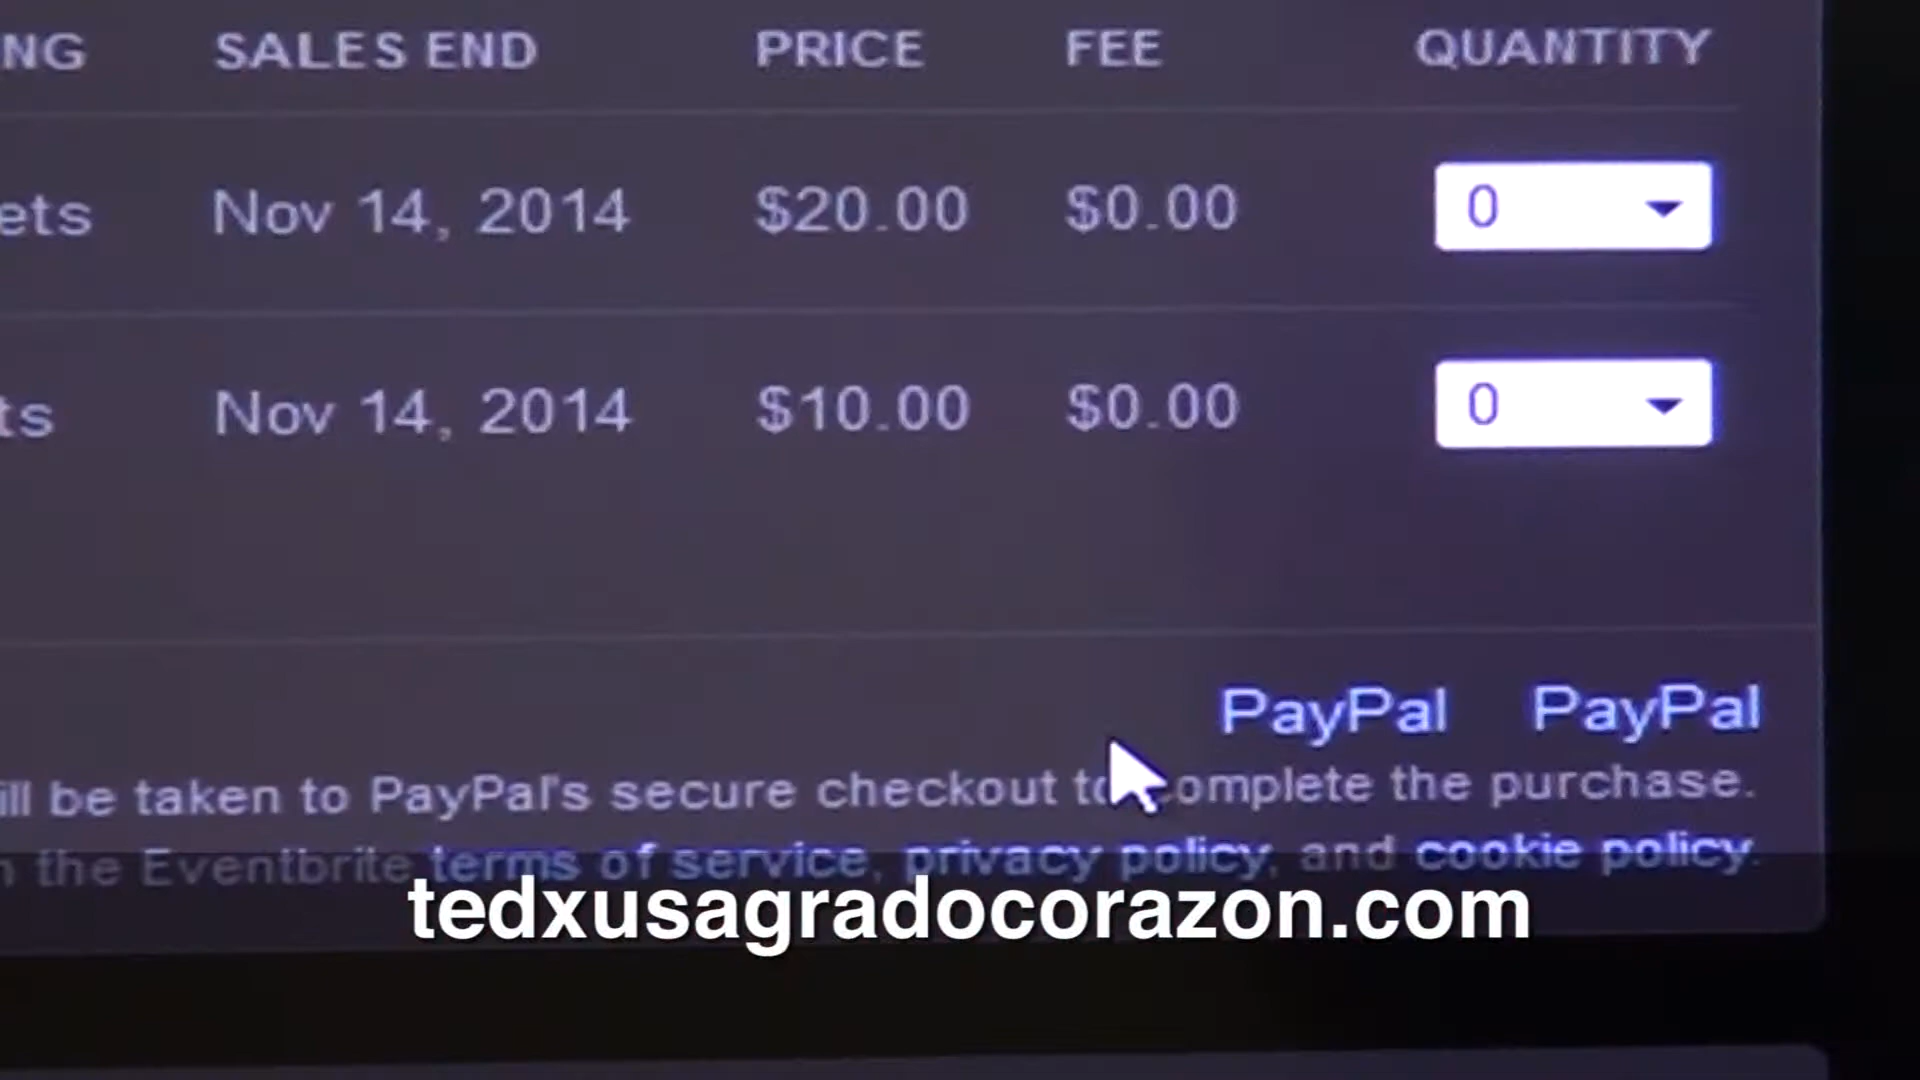 NG SALES END PRICE FEE QUANTITY
ets Nov 14, 2014 $20.00 $0.00 0
ts Nov 14, 2014 $10.00 $0.00 0
PayPal PayPal
ill be taken to PayPal's secure checkout to complete the purchase.
n the Eventbrite terms of service, privacy policy, and cookie policy.
tedxusagradocorazon.com